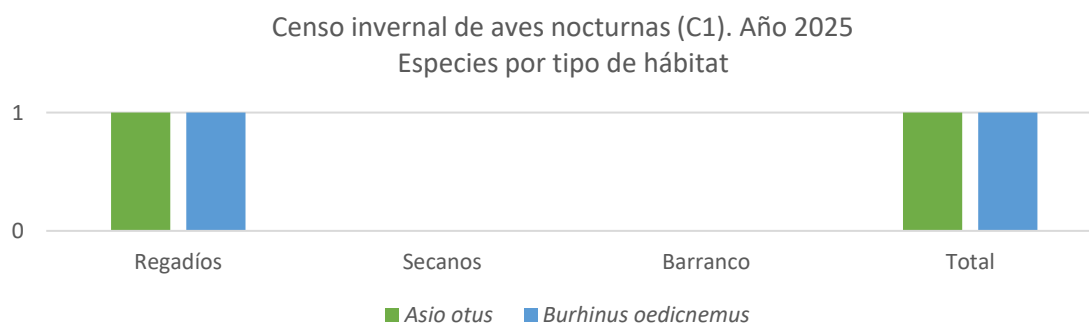 Censo invernal de aves nocturnas (C1). Año 2025
Especies por tipo de hábitat
1
0
Regadíos Secanos Barranco Total
Asio otus Burhinus oedicnemus